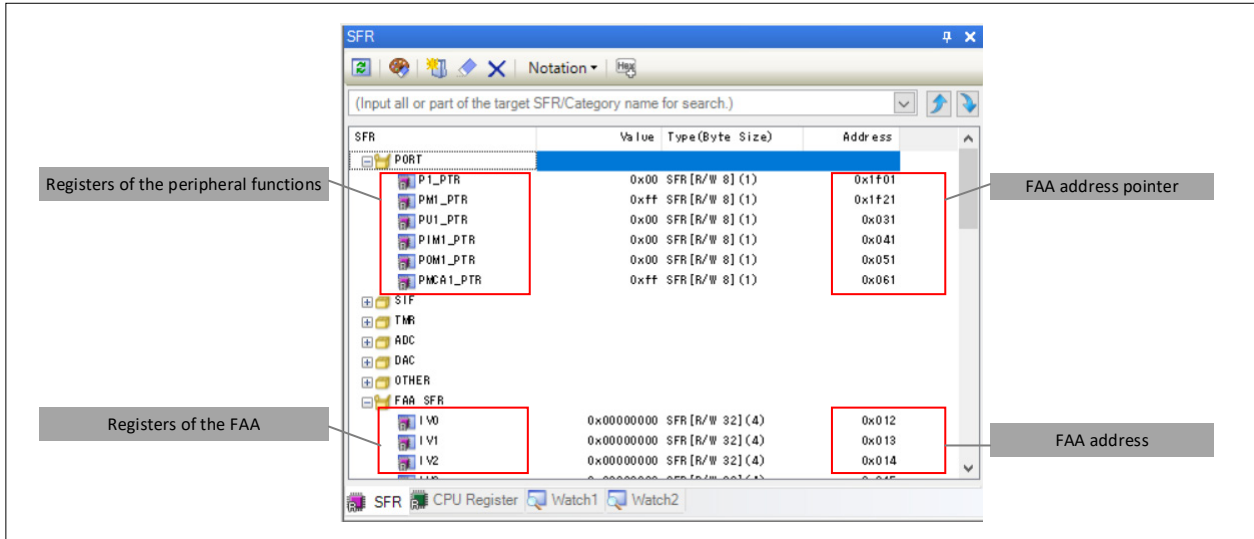 SFR
Notation
Hex
(Input all or part of the target SFR/Category name for search.)
SFR Value Type(Byte Size) Address
PORT
P1_PTR 0x00 SFR[R/W 8](1) 0x1f01
PM1_PTR 0xff SFR[R/W 8](1) 0x1f21
PU1_PTR 0x00 SFR[R/W 8](1) 0x031
PIM1_PTR 0x00 SFR[R/W 8](1) 0x041
POM1_PTR 0x00 SFR[R/W 8](1) 0x051
PMCA1_PTR 0xff SFR[R/W 8](1) 0x061
SIF
TMR
ADC
DAC
OTHER
FAA SFR
IV0 0x00000000 SFR[R/W 32](4) 0x012
IV1 0x00000000 SFR[R/W 32](4) 0x013
IV2 0x00000000 SFR[R/W 32](4) 0x014
SFR CPU Register Watch1 Watch2
Registers of the peripheral functions
FAA address pointer
Registers of the FAA
FAA address